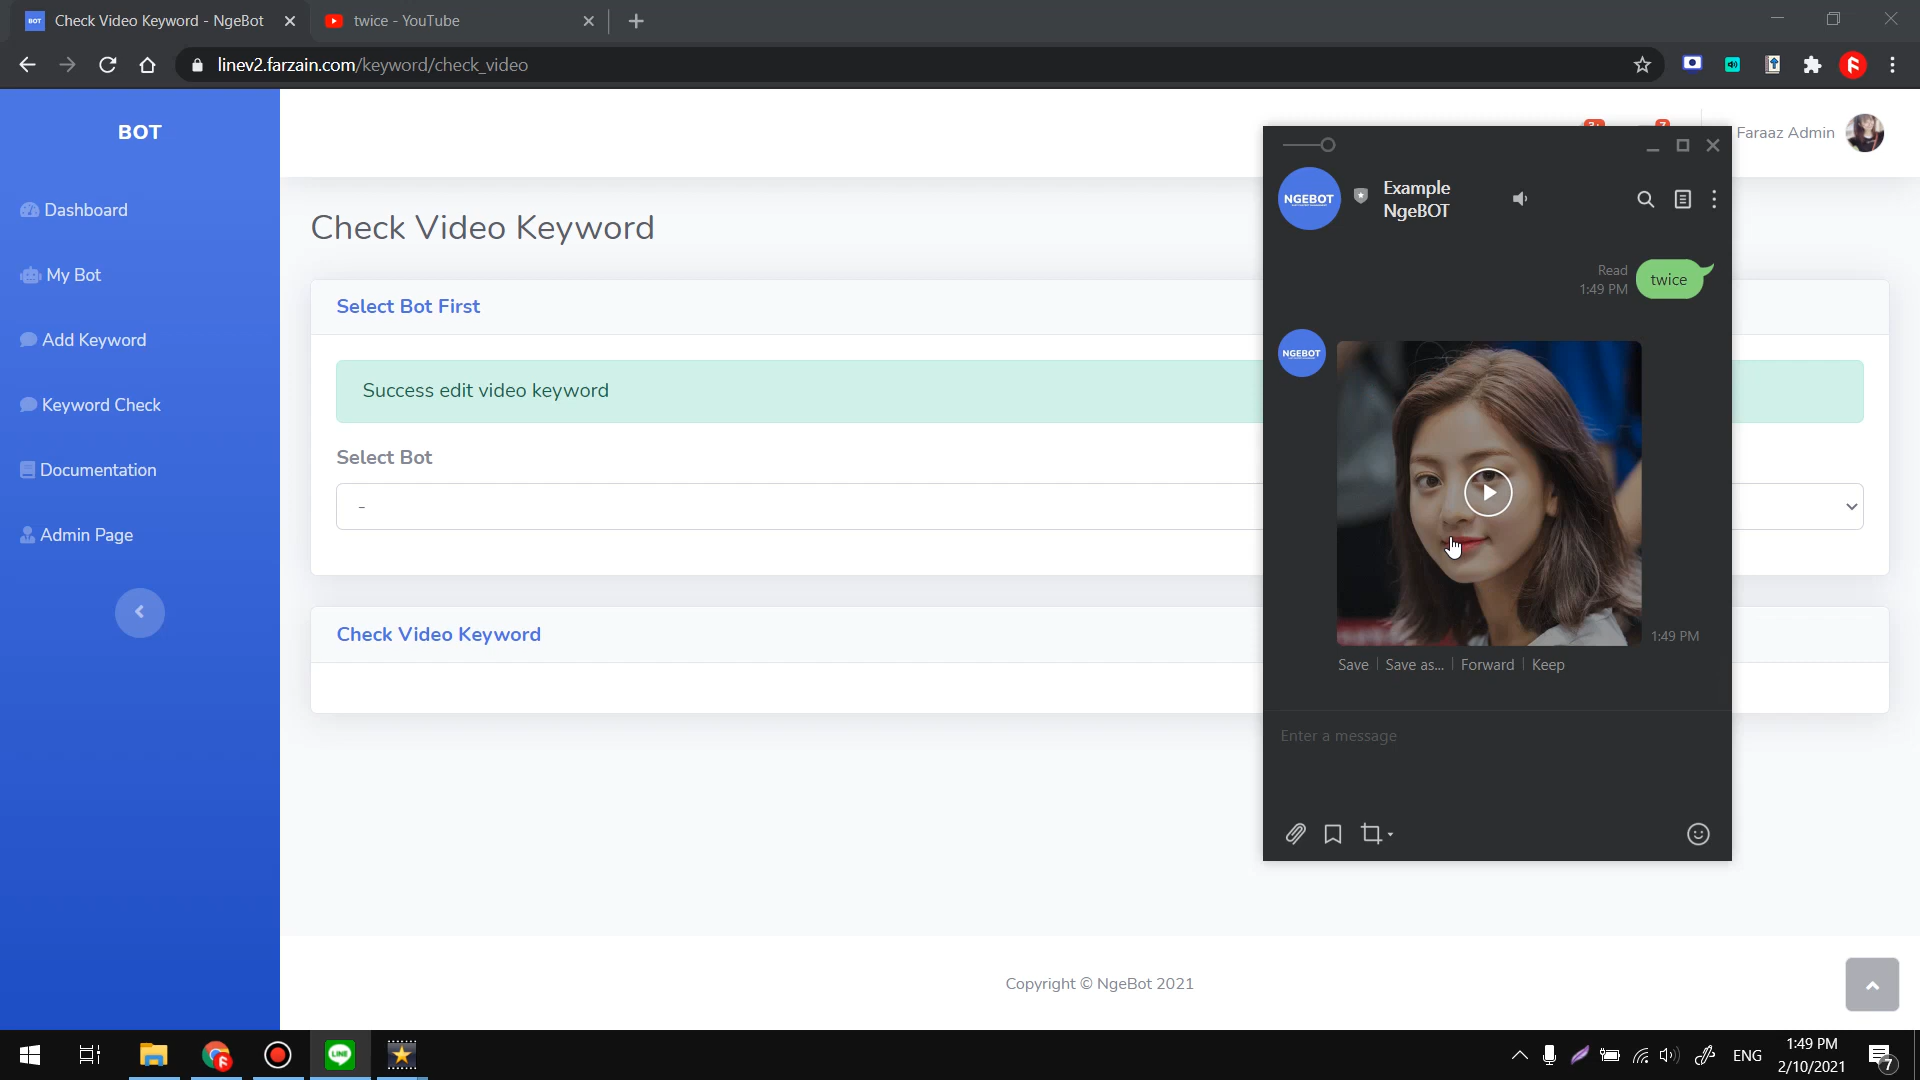 BOT
Check Video Keyword - NgeBot
twice - YouTube
linev2.farzain.com/keyword/check_video
BOT
Dashboard
My Bot
Add Keyword
Keyword Check
Documentation
Admin Page
Faraaz Admin
Check Video Keyword
Select Bot First
Success edit video keyword
Select Bot
-
Check Video Keyword
Copyright © NgeBot 2021
NGEBOT
Example
NgeBOT
Read
1:49 PM
twice
NGEBOT
1:49 PM
Save
Save as...
Forward
Keep
Enter a message
LINE
ENG
1:49 PM
2/10/2021
7